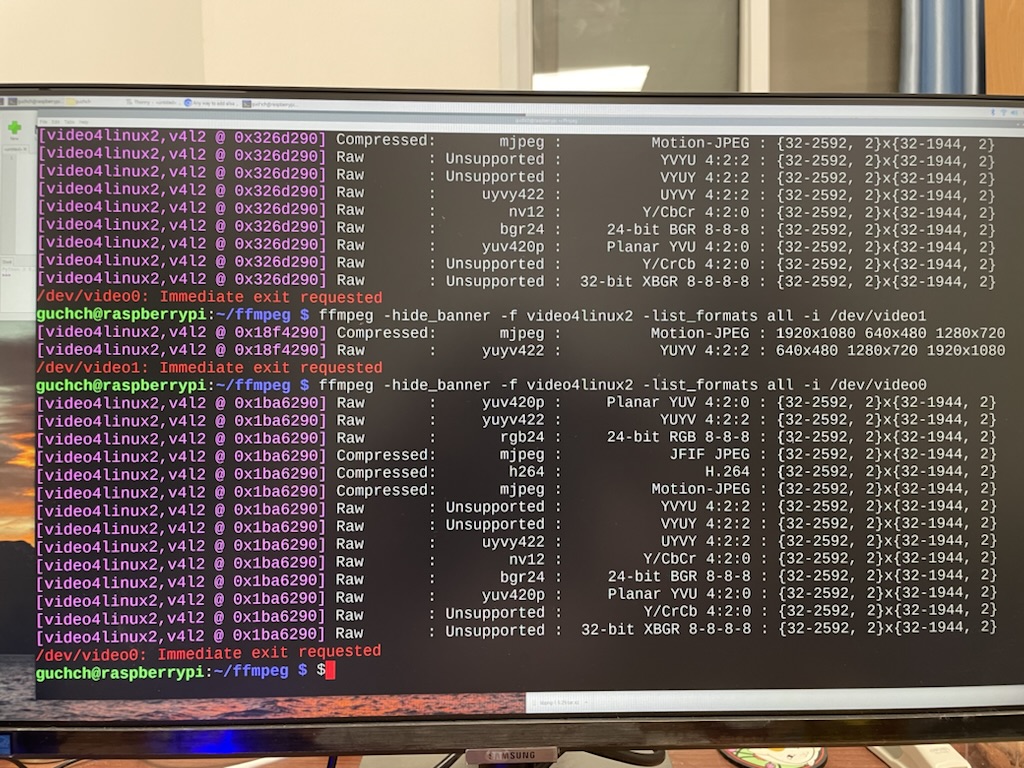 [video4linux2,v4l2 @ 0x326d290] Compressed: mjpeg : Motion-JPEG : {32-2592, 2}x{32-1944, 2}
[video4linux2,v4l2 @ 0x326d290] Raw : Unsupported : YVYU 4:2:2 : {32-2592, 2}x{32-1944, 2}
[video4linux2,v4l2 @ 0x326d290] Raw : Unsupported : VYUY 4:2:2 : {32-2592, 2}x{32-1944, 2}
[video4linux2,v4l2 @ 0x326d290] Raw : uyvy422 : UYVY 4:2:2 : {32-2592, 2}x{32-1944, 2}
[video4linux2,v4l2 @ 0x326d290] Raw : nv12 : Y/CbCr 4:2:0 : {32-2592, 2}x{32-1944, 2}
[video4linux2,v4l2 @ 0x326d290] Raw : bgr24 : 24-bit BGR 8-8-8 : {32-2592, 2}x{32-1944, 2}
[video4linux2,v4l2 @ 0x326d290] Raw : yuv420p : Planar YVU 4:2:0 : {32-2592, 2}x{32-1944, 2}
[video4linux2,v4l2 @ 0x326d290] Raw : Unsupported : Y/CrCb 4:2:0 : {32-2592, 2}x{32-1944, 2}
[video4linux2,v4l2 @ 0x326d290] Raw : Unsupported : 32-bit XBGR 8-8-8-8 : {32-2592, 2}x{32-1944, 2}
/dev/video0: Immediate exit requested
guchch@raspberrypi:~/ffmpeg $ ffmpeg -hide_banner -f video4linux2 -list_formats all -i /dev/video1
[video4linux2,v4l2 @ 0x18f4290] Compressed: mjpeg : Motion-JPEG : 1920x1080 640x480 1280x720
[video4linux2,v4l2 @ 0x18f4290] Raw : yuyv422 : YUYV 4:2:2 : 640x480 1280x720 1920x1080
/dev/video1: Immediate exit requested
guchch@raspberrypi:~/ffmpeg $ ffmpeg -hide_banner -f video4linux2 -list_formats all -i /dev/video0
[video4linux2,v4l2 @ 0x1ba6290] Raw : yuv420p : Planar YUV 4:2:0 : {32-2592, 2}x{32-1944, 2}
[video4linux2,v4l2 @ 0x1ba6290] Raw : yuyv422 : YUYV 4:2:2 : {32-2592, 2}x{32-1944, 2}
[video4linux2,v4l2 @ 0x1ba6290] Raw : rgb24 : 24-bit RGB 8-8-8 : {32-2592, 2}x{32-1944, 2}
[video4linux2,v4l2 @ 0x1ba6290] Compressed: mjpeg : JFIF JPEG : {32-2592, 2}x{32-1944, 2}
[video4linux2,v4l2 @ 0x1ba6290] Compressed: h264 : H.264 : {32-2592, 2}x{32-1944, 2}
[video4linux2,v4l2 @ 0x1ba6290] Compressed: mjpeg : Motion-JPEG : {32-2592, 2}x{32-1944, 2}
[video4linux2,v4l2 @ 0x1ba6290] Raw : Unsupported : YVYU 4:2:2 : {32-2592, 2}x{32-1944, 2}
[video4linux2,v4l2 @ 0x1ba6290] Raw : Unsupported : VYUY 4:2:2 : {32-2592, 2}x{32-1944, 2}
[video4linux2,v4l2 @ 0x1ba6290] Raw : uyvy422 : UYVY 4:2:2 : {32-2592, 2}x{32-1944, 2}
[video4linux2,v4l2 @ 0x1ba6290] Raw : nv12 : Y/CbCr 4:2:0 : {32-2592, 2}x{32-1944, 2}
[video4linux2,v4l2 @ 0x1ba6290] Raw : bgr24 : 24-bit BGR 8-8-8 : {32-2592, 2}x{32-1944, 2}
[video4linux2,v4l2 @ 0x1ba6290] Raw : yuv420p : Planar YVU 4:2:0 : {32-2592, 2}x{32-1944, 2}
[video4linux2,v4l2 @ 0x1ba6290] Raw : Unsupported : Y/CrCb 4:2:0 : {32-2592, 2}x{32-1944, 2}
[video4linux2,v4l2 @ 0x1ba6290] Raw : Unsupported : 32-bit XBGR 8-8-8-8 : {32-2592, 2}x{32-1944, 2}
/dev/video0: Immediate exit requested
guchch@raspberrypi:~/ffmpeg $ $
SAMSUNG